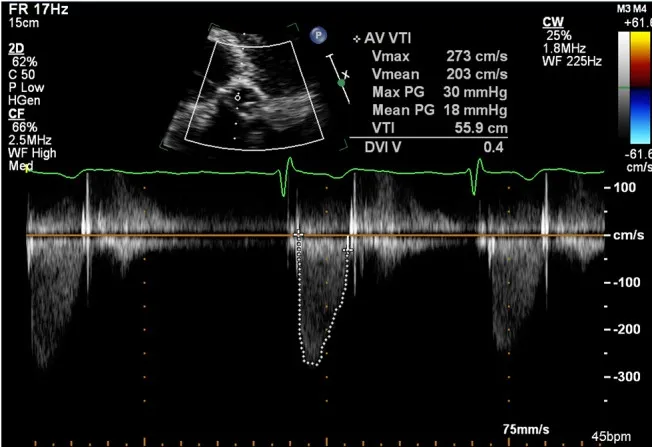 FR 17Hz
15cm
2D
62%
C 50
P Low
HGen
CF
66%
2.5MHz
WF High
Med
P
AV VTI
Vmax 273 cm/s
Vmean 203 cm/s
Max PG 30 mmHg
Mean PG 18 mmHg
VTI 55.9 cm
DVI V 0.4
CW
25%
1.8MHz
WF 225Hz
M3 M4
+61.6
-61.6
cm/s
100
cm/s
-100
-200
-300
75mm/s
45bpm